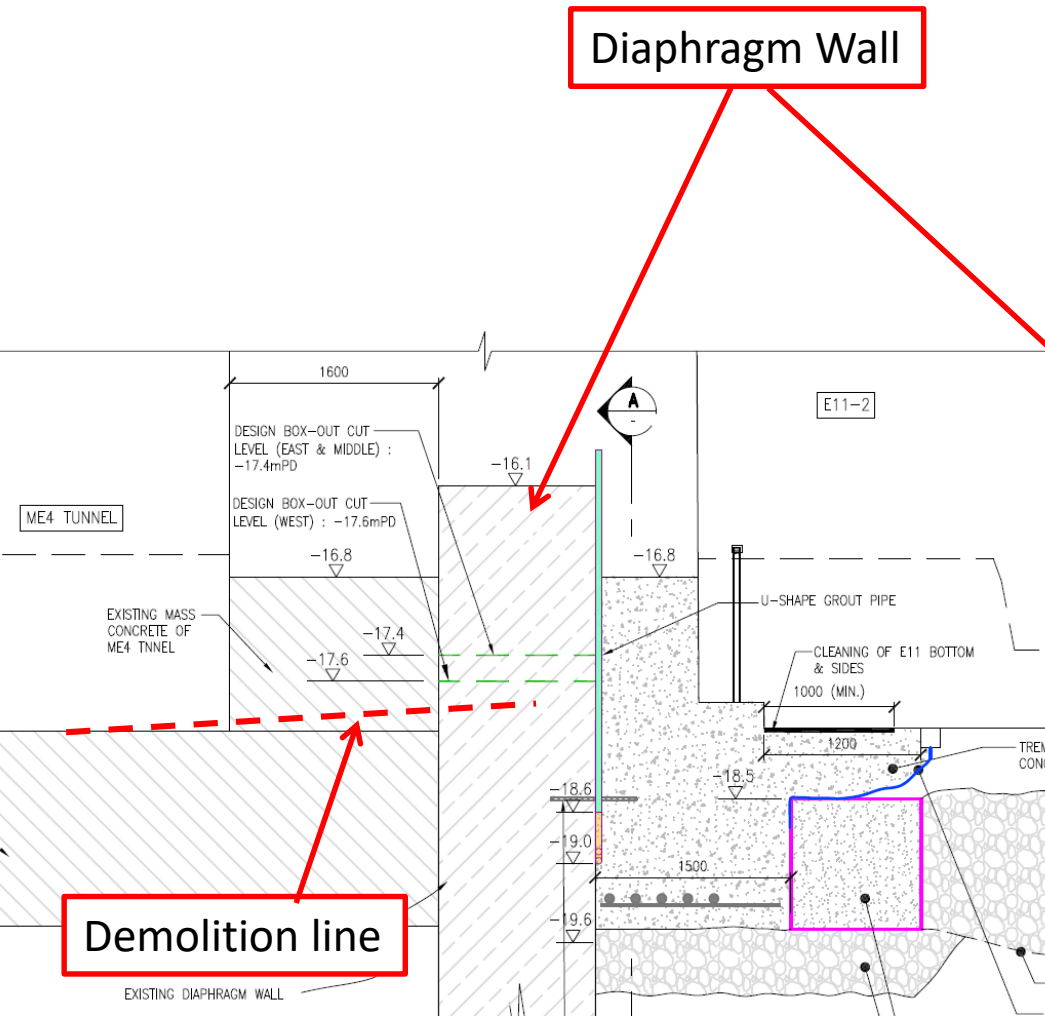 Diaphragm Wall
1600
A
-
E11-2
DESIGN BOX-OUT CUT
LEVEL (EAST & MIDDLE) :
-17.4mPD
-16.1
DESIGN BOX-OUT CUT
LEVEL (WEST) : -17.6mPD
ME4 TUNNEL
-16.8
-16.8
U-SHAPE GROUT PIPE
EXISTING MASS
CONCRETE OF
ME4 TNNEL
-17.4
-17.6
CLEANING OF E11 BOTTOM
& SIDES
1000 (MIN.)
1200
TREM
CONC
-18.5
-18.6
-19.0
1500
-19.6
Demolition line
EXISTING DIAPHRAGM WALL